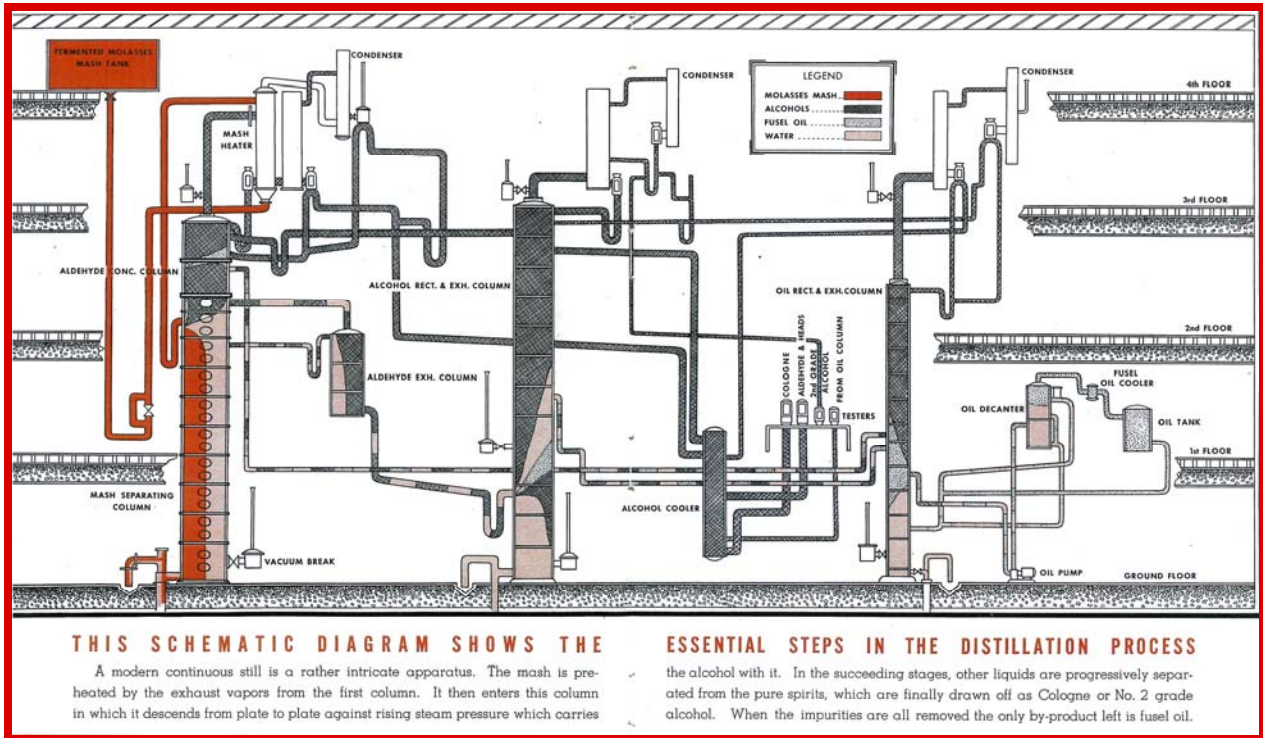 FERMENTED MOLASSES
MASH TANK
CONDENSER
MASH
HEATER
CONDENSER
LEGEND
MOLASSES MASH
ALCOHOLS
FUSEL OIL
WATER
CONDENSER
4th FLOOR
3rd FLOOR
2nd FLOOR
1st FLOOR
GROUND FLOOR
ALDEHYDE CONC. COLUMN
ALCOHOL RECT. & EXH. COLUMN
OIL RECT. & EXH. COLUMN
ALDEHYDE EXH. COLUMN
COLOGNE
ALDEHYDE & HEADS
2nd GRADE
ALCOHOL
FROM OIL COLUMN
TESTERS
FUSEL
OIL COOLER
OIL DECANTER
OIL TANK
MASH SEPARATING
COLUMN
ALCOHOL COOLER
VACUUM BREAK
OIL PUMP
THIS SCHEMATIC DIAGRAM SHOWS THE
A modern continuous still is a rather intricate apparatus. The mash is pre-
heated by the exhaust vapors from the first column. It then enters this column
in which it descends from plate to plate against rising steam pressure which carries
ESSENTIAL STEPS IN THE DISTILLATION PROCESS
the alcohol with it. In the succeeding stages, other liquids are progressively separ-
ated from the pure spirits, which are finally drawn off as Cologne or No. 2 grade
alcohol. When the impurities are all removed the only by-product left is fusel oil.